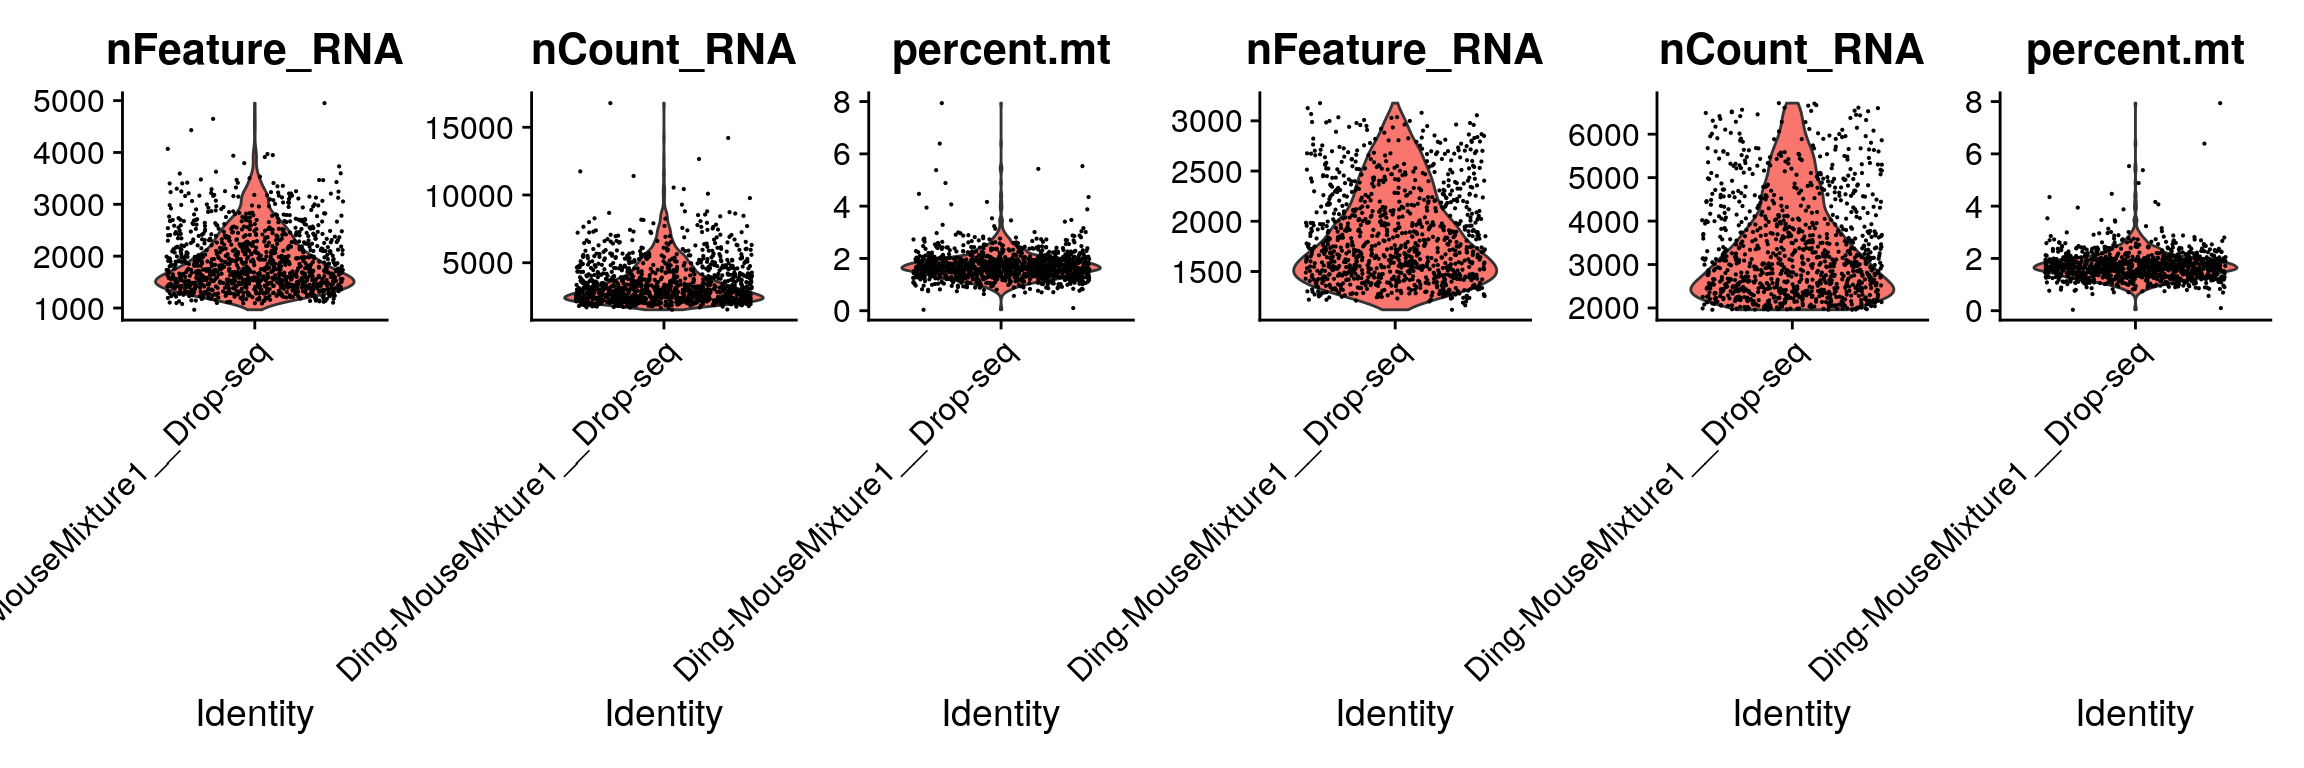 nFeature_RNA
5000
4000
3000
2000
1000
MouseMixture1__Drop-seq
Identity
nCount_RNA
15000
10000
5000
Ding-MouseMixture1__Drop-seq
Identity
percent.mt
8
6
4
2
0
Ding-MouseMixture1__Drop-seq
Identity
nFeature_RNA
3000
2500
2000
1500
Ding-MouseMixture1__Drop-seq
Identity
nCount_RNA
6000
5000
4000
3000
2000
Ding-MouseMixture1__Drop-seq
Identity
percent.mt
8
6
4
2
0
Ding-MouseMixture1__Drop-seq
Identity